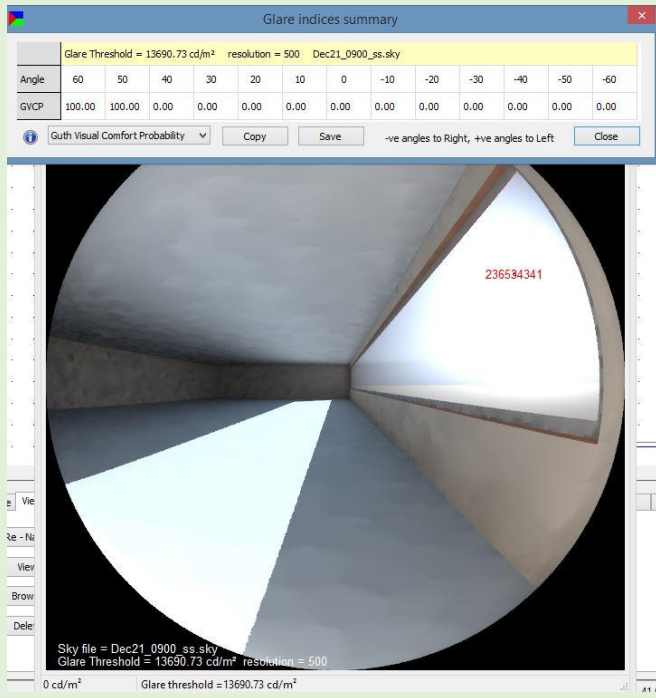 Glare indices summary
Glare Threshold = 13690.73 cd/m² resolution = 500 Dec21_0900_ss.sky
Angle 60 50 40 30 20 10 0 -10 -20 -30 -40 -50 -60
GVCP 100.00 100.00 0.00 0.00 0.00 0.00 0.00 0.00 0.00 0.00 0.00 0.00 0.00
Guth Visual Comfort Probability Copy Save -ve angles to Right, +ve angles to Left Close
236534341
Vie
Re - Na
View
Brow
Dele
Sky file = Dec21_0900_ss.sky
Glare Threshold = 13690.73 cd/m² resolution = 500
0 cd/m² Glare threshold =13690.73 cd/m²